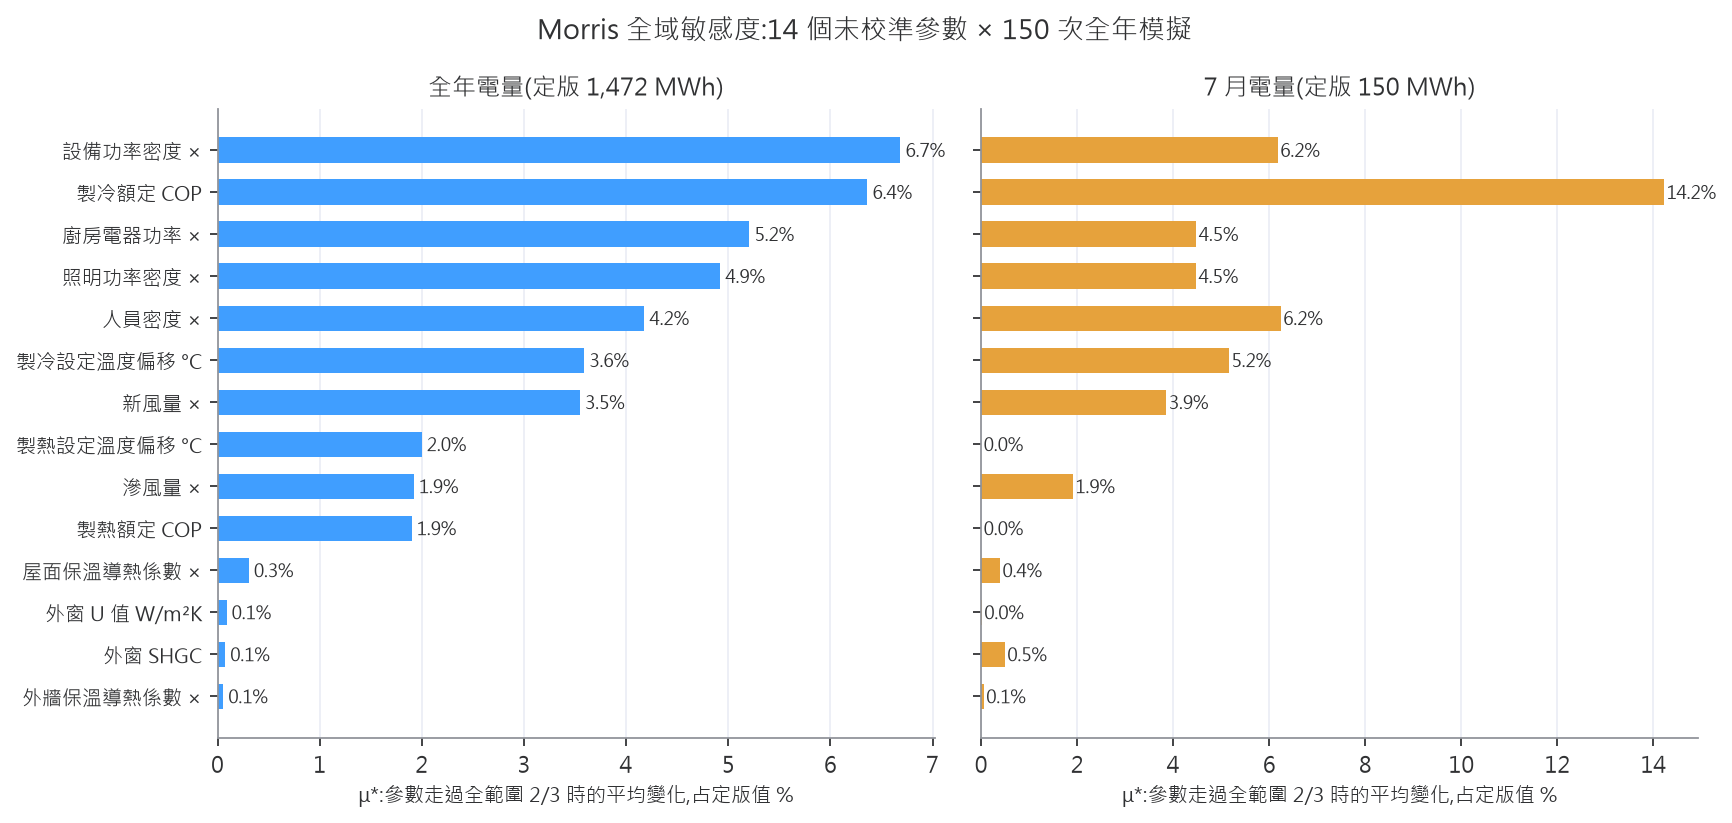 Morris 全域敏感度:14 個未校準參數 × 150 次全年模擬
全年電量(定版 1,472 MWh)
設備功率密度 × 6.7%
製冷額定 COP 6.4%
廚房電器功率 × 5.2%
照明功率密度 × 4.9%
人員密度 × 4.2%
製冷設定溫度偏移 °C 3.6%
新風量 × 3.5%
製熱設定溫度偏移 °C 2.0%
滲風量 × 1.9%
製熱額定 COP 1.9%
屋面保溫導熱係數 × 0.3%
外窗 U 值 W/m²K 0.1%
外窗 SHGC 0.1%
外牆保溫導熱係數 × 0.1%
0 1 2 3 4 5 6 7
μ*:參數走過全範圍 2/3 時的平均變化,占定版值 %
7 月電量(定版 150 MWh)
6.2%
14.2%
4.5%
4.5%
6.2%
5.2%
3.9%
0.0%
1.9%
0.0%
0.4%
0.0%
0.5%
0.1%
0 2 4 6 8 10 12 14
μ*:參數走過全範圍 2/3 時的平均變化,占定版值 %